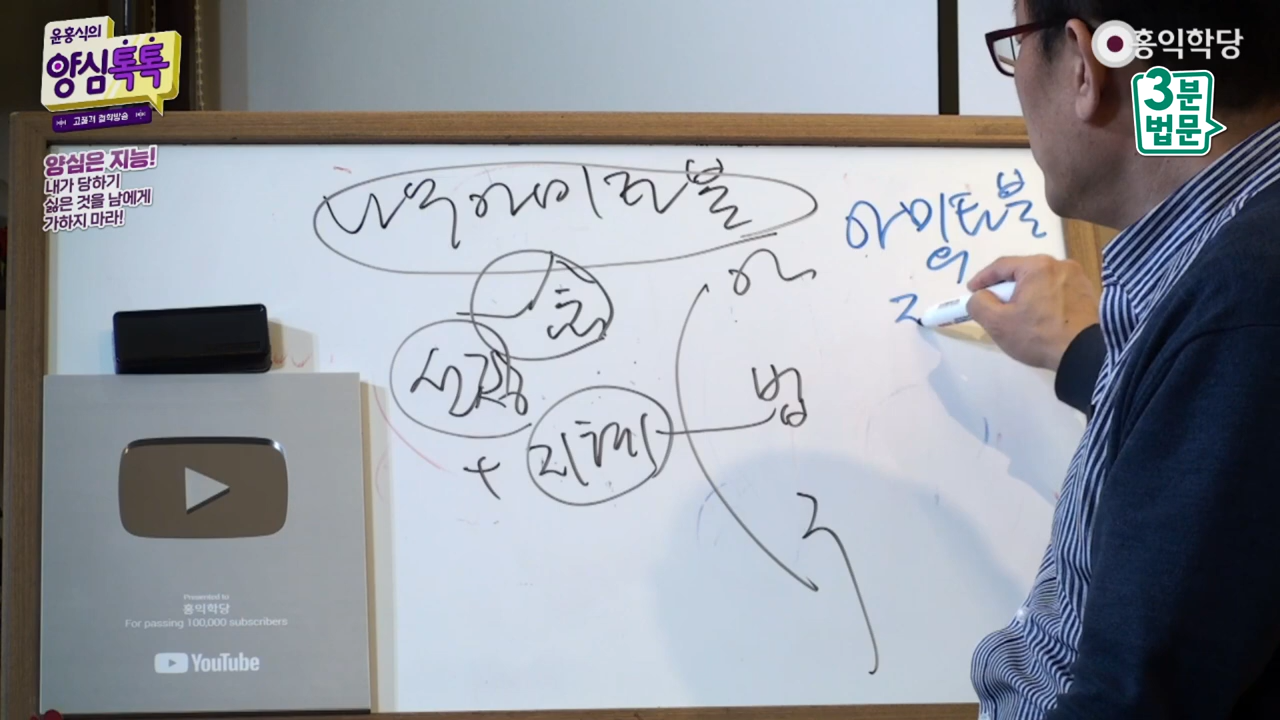 윤홍식의
양심톡톡
고품격 철학방송
양심은 지능!
내가 당하기
싫은 것을 남에게
가하지 마라!
홍익학당
3분
법문
나무아미타불
아미타불
의
아
혜
선정
법
+ 지혜
Presented to
홍익학당
For passing 100,000 subscribers
YouTube